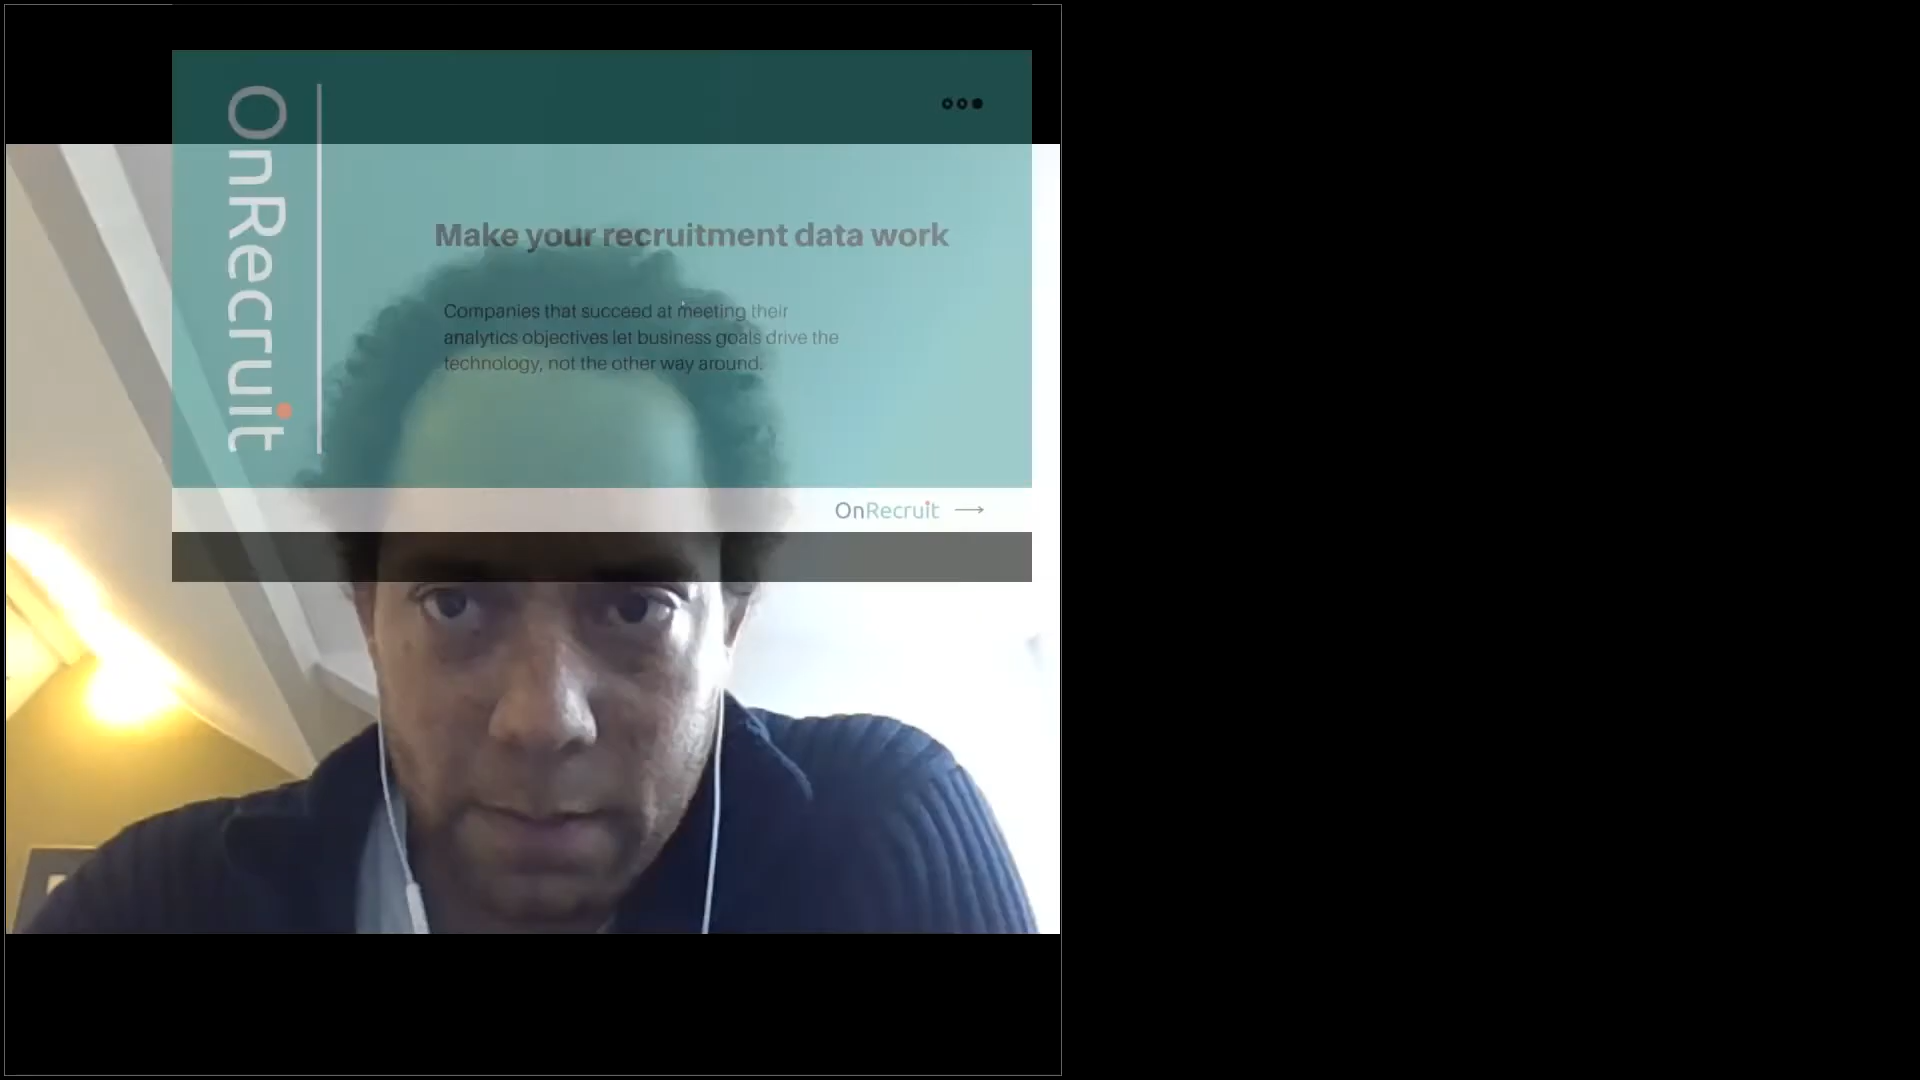 OnRecruit
Make your recruitment data work
Companies that succeed at meeting their
analytics objectives let business goals drive the
technology, not the other way around.
OnRecruit